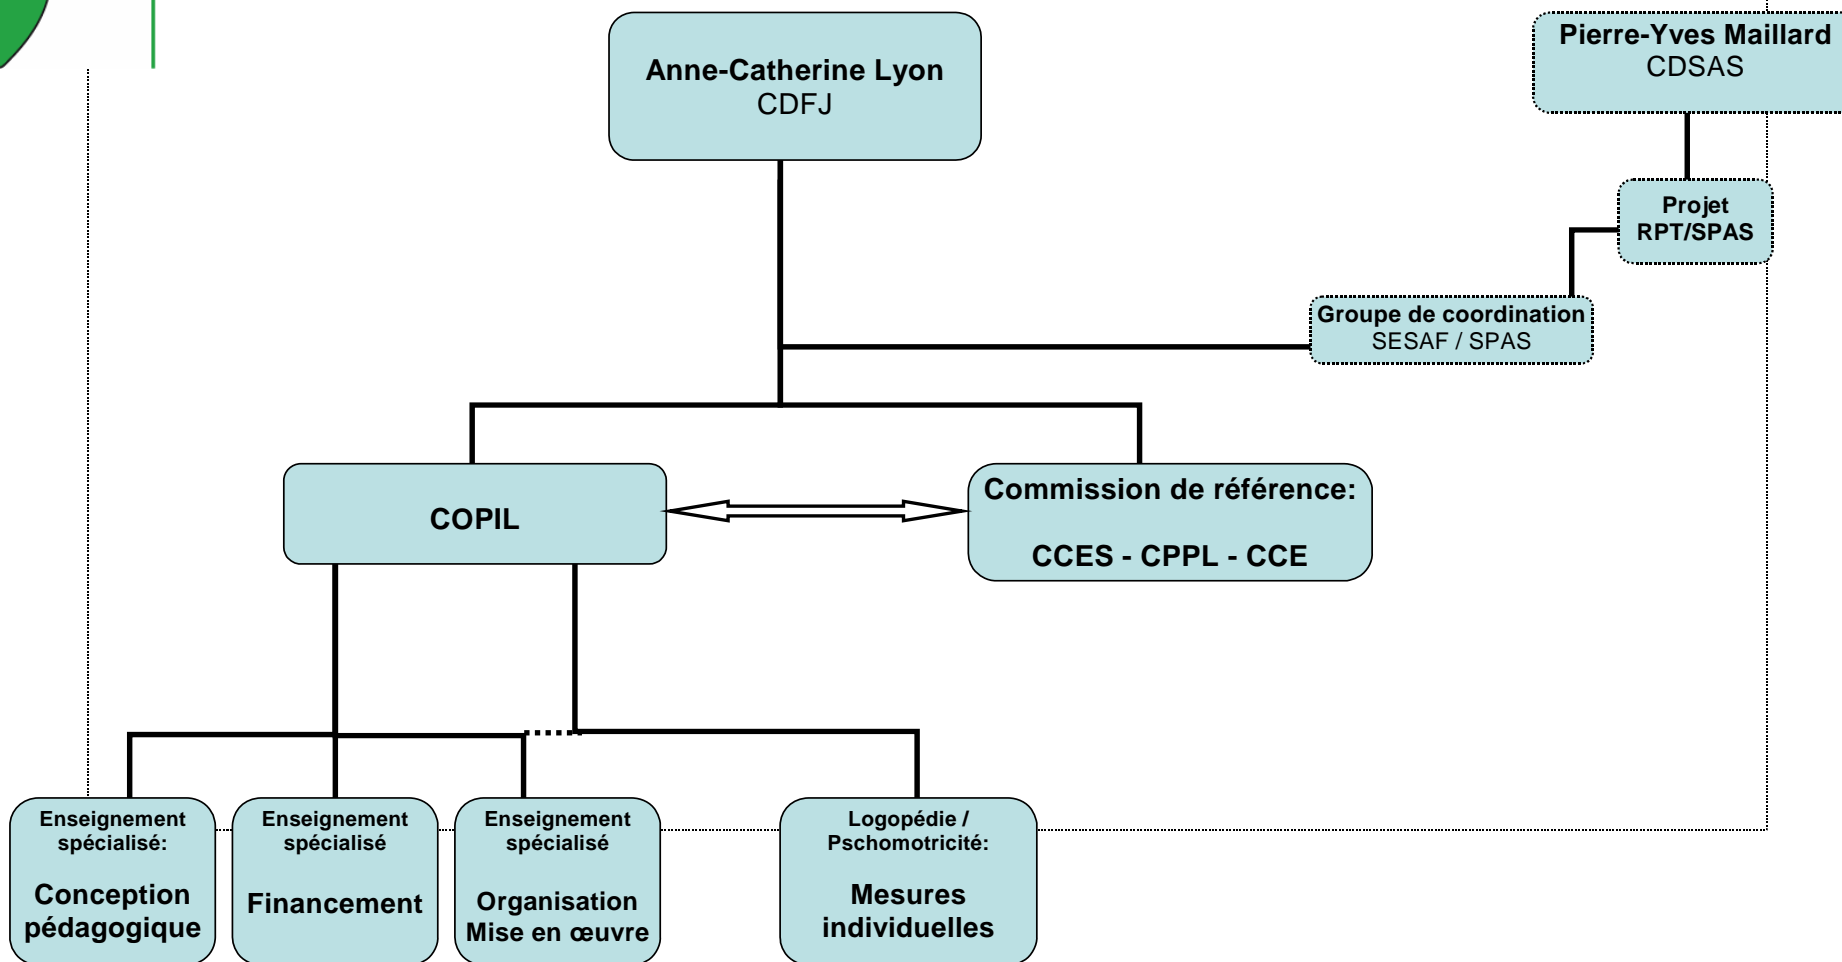 Anne-Catherine Lyon
CDFJ
Pierre-Yves Maillard
CDSAS
Projet
RPT/SPAS
Groupe de coordination
SESAF / SPAS
COPIL
Commission de référence:
CCES - CPPL - CCE
Enseignement
spécialisé:
Conception
pédagogique
Enseignement
spécialisé
Financement
Enseignement
spécialisé
Organisation
Mise en œuvre
Logopédie /
Pschomotricité:
Mesures
individuelles